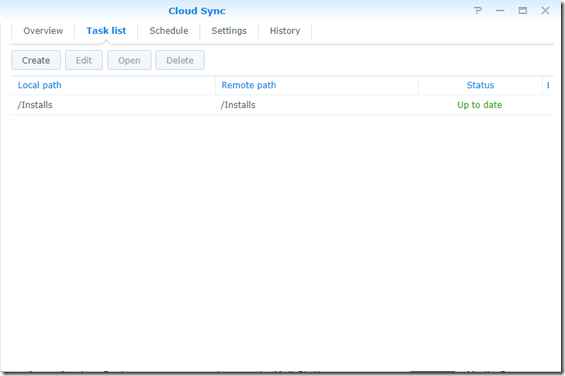 Cloud Sync
Overview Task list Schedule Settings History
Create Edit Open Delete
Local path Remote path Status
/Installs /Installs Up to date